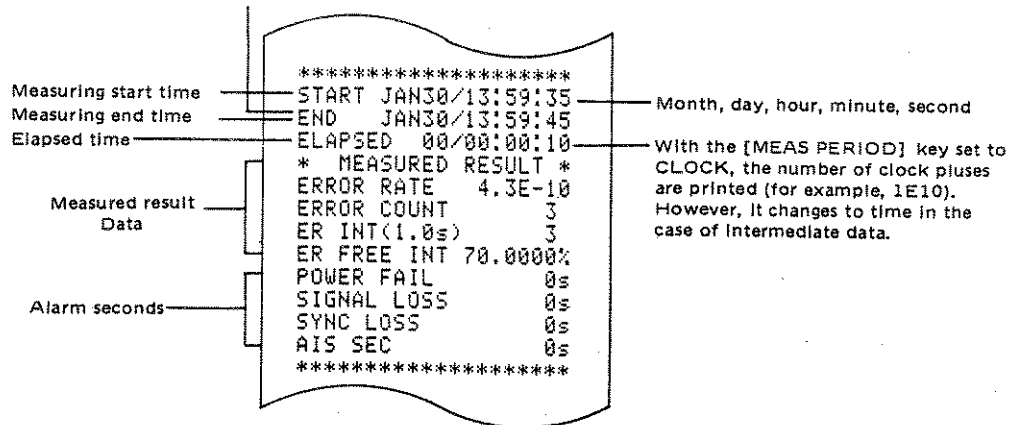 ********************
Measuring start time
START JAN30/13:59:35
Month, day, hour, minute, second
Measuring end time
END JAN30/13:59:45
Elapsed time
ELAPSED 00/00:00:10
With the [MEAS PERIOD] key set to
CLOCK, the number of clock pluses
are printed (for example, 1E10).
However, it changes to time in the
case of intermediate data.
* MEASURED RESULT *
Measured result
Data
ERROR RATE 4.3E-10
ERROR COUNT 3
ER INT(1.0s) 3
ER FREE INT 70.0000%
Alarm seconds
POWER FAIL 0s
SIGNAL LOSS 0s
SYNC LOSS 0s
AIS SEC 0s
********************